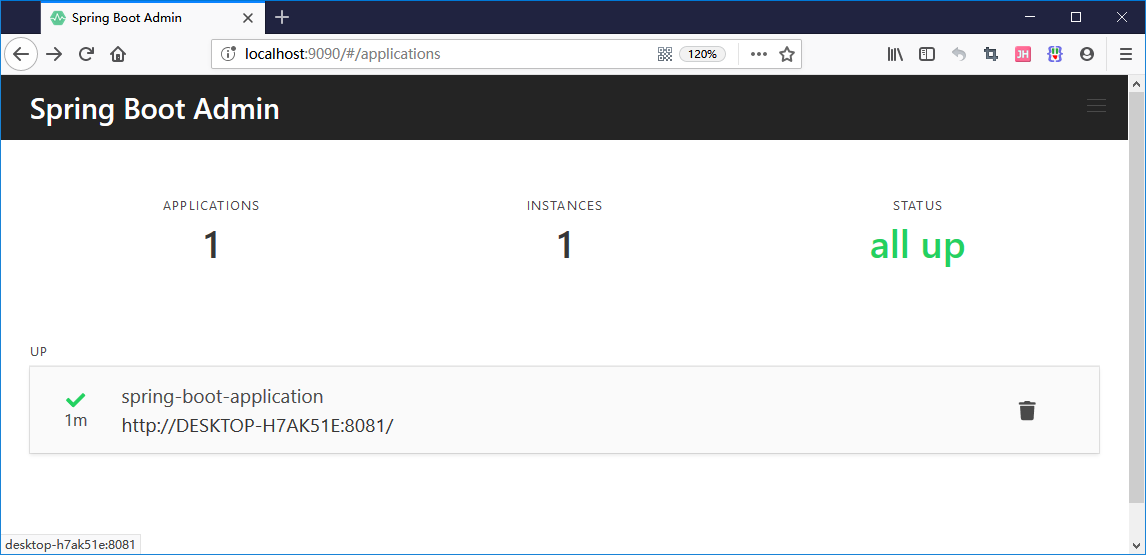 Spring Boot Admin
localhost:9090/#/applications
120%
JH
Spring Boot Admin
APPLICATIONS
INSTANCES
STATUS
1
1
all up
UP
spring-boot-application
1m
http://DESKTOP-H7AK51E:8081/
desktop-h7ak51e:8081